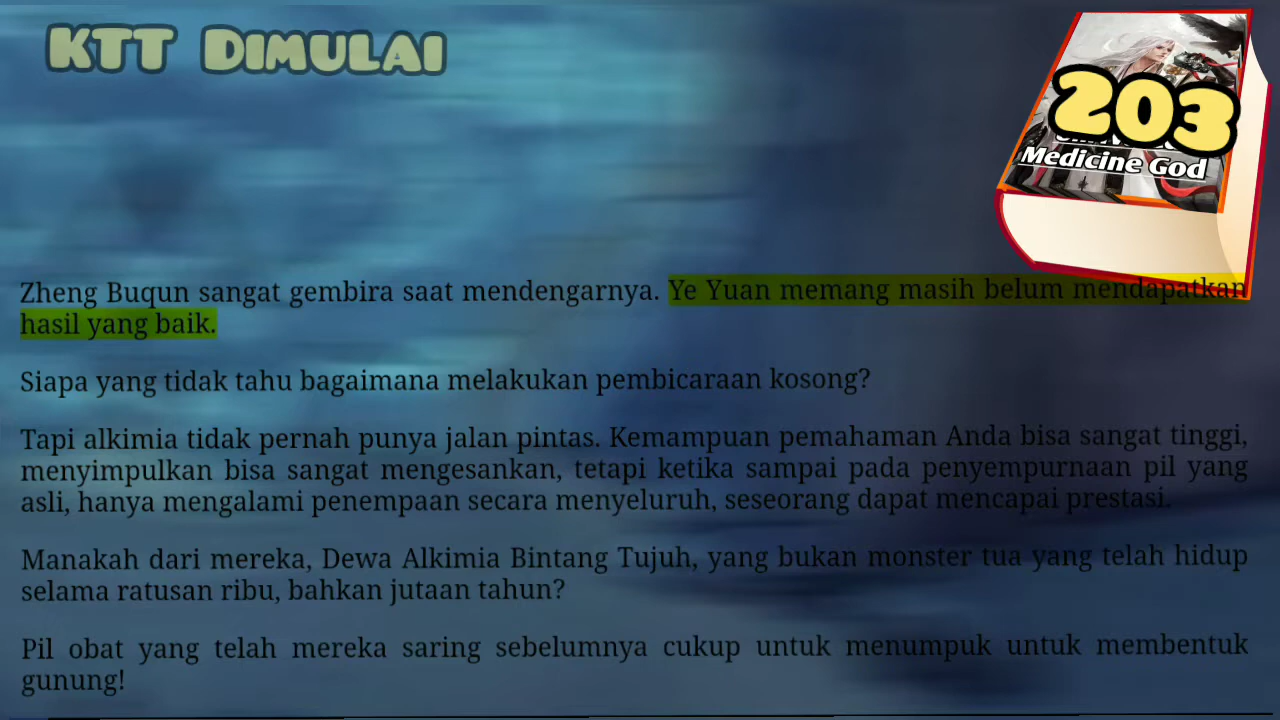 KTT DIMULAI
203
Medicine God
Zheng Buqun sangat gembira saat mendengarnya. Ye Yuan memang masih belum mendapatkan
hasil yang baik.
Siapa yang tidak tahu bagaimana melakukan pembicaraan kosong?
Tapi alkimia tidak pernah punya jalan pintas. Kemampuan pemahaman Anda bisa sangat tinggi,
menyimpulkan bisa sangat mengesankan, tetapi ketika sampai pada penyempurnaan pil yang
asli, hanya mengalami penempaan secara menyeluruh, seseorang dapat mencapai prestasi.
Manakah dari mereka, Dewa Alkimia Bintang Tujuh, yang bukan monster tua yang telah hidup
selama ratusan ribu, bahkan jutaan tahun?
Pil obat yang telah mereka saring sebelumnya cukup untuk menumpuk untuk membentuk
gunung!